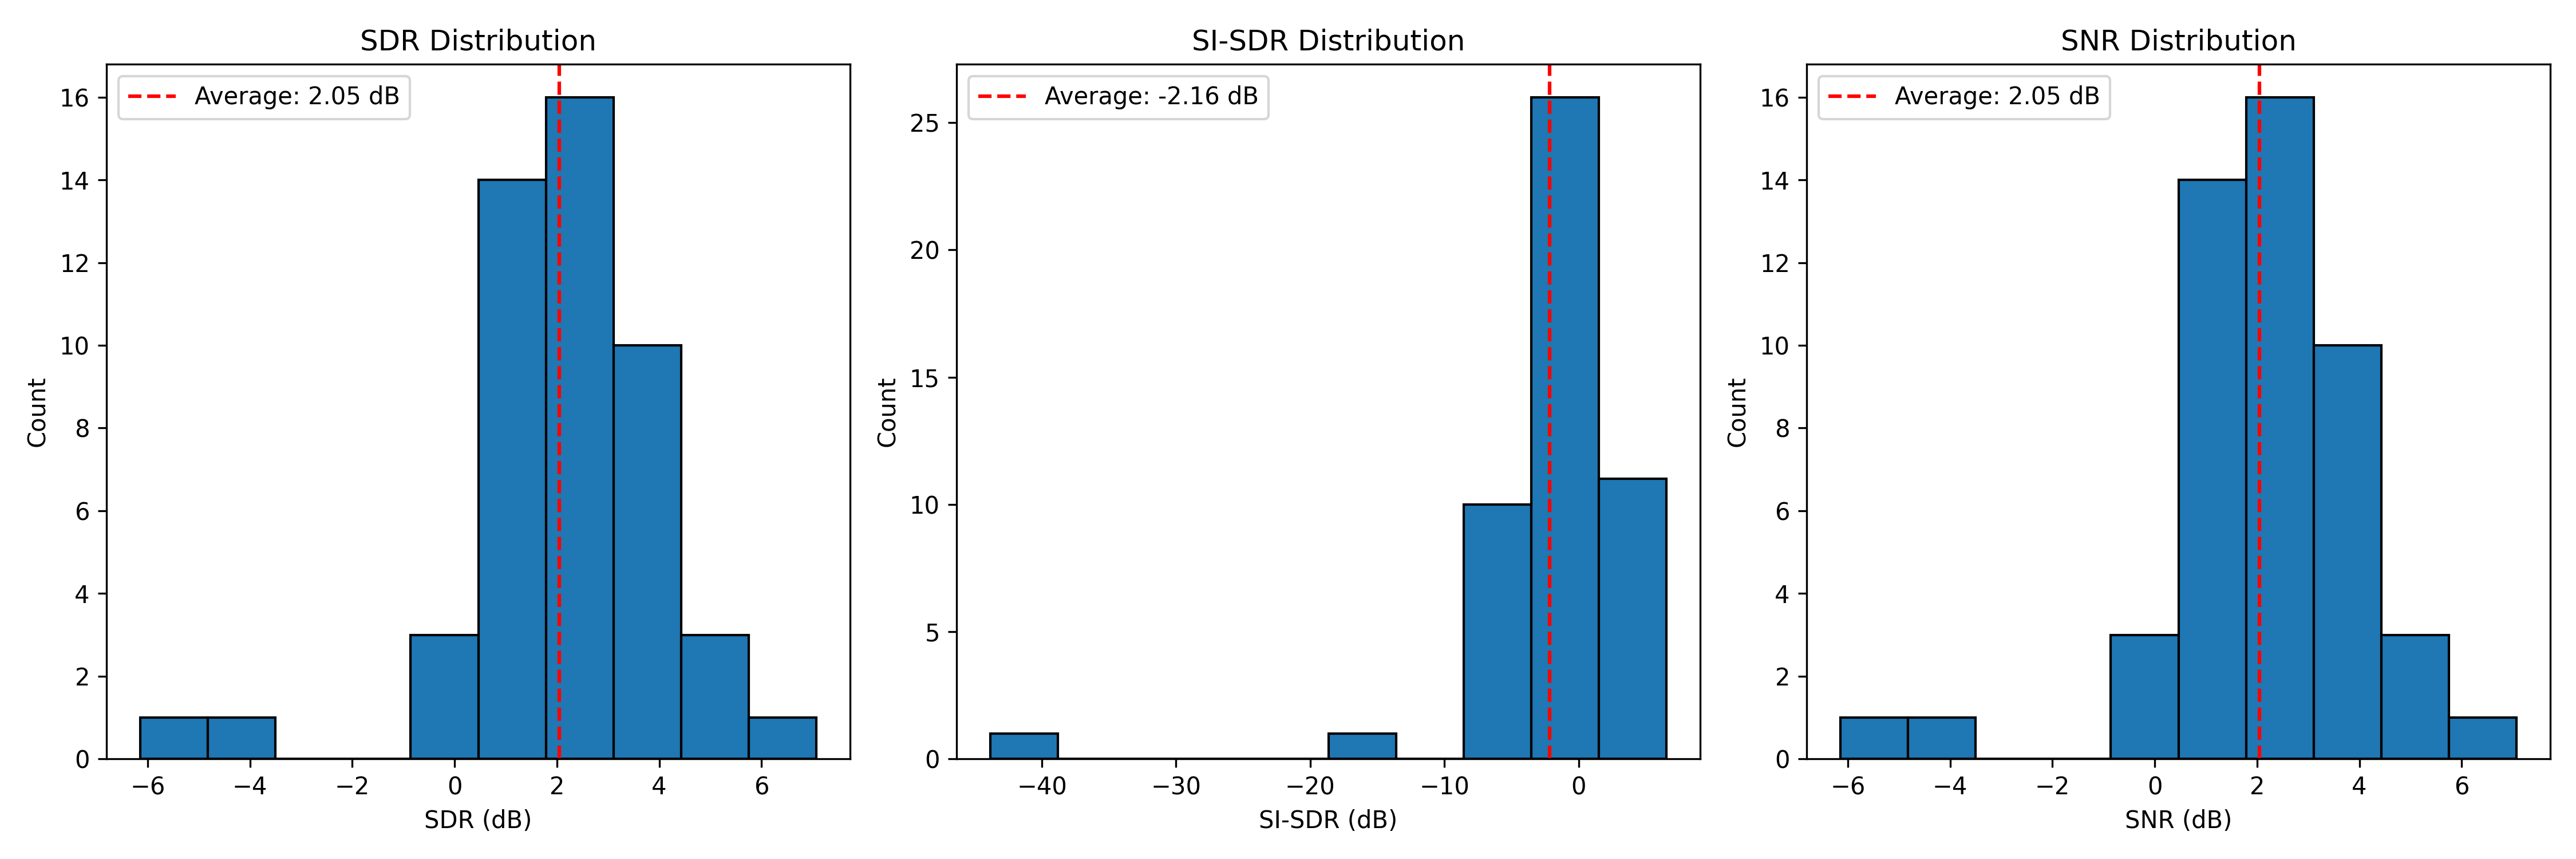 SDR Distribution
Average: 2.05 dB
16
14
12
10
8
6
4
2
0
Count
−6 −4 −2 0 2 4 6
SDR (dB)
SI-SDR Distribution
Average: -2.16 dB
25
20
15
10
5
0
Count
−40 −30 −20 −10 0
SI-SDR (dB)
SNR Distribution
Average: 2.05 dB
16
14
12
10
8
6
4
2
0
Count
−6 −4 −2 0 2 4 6
SNR (dB)